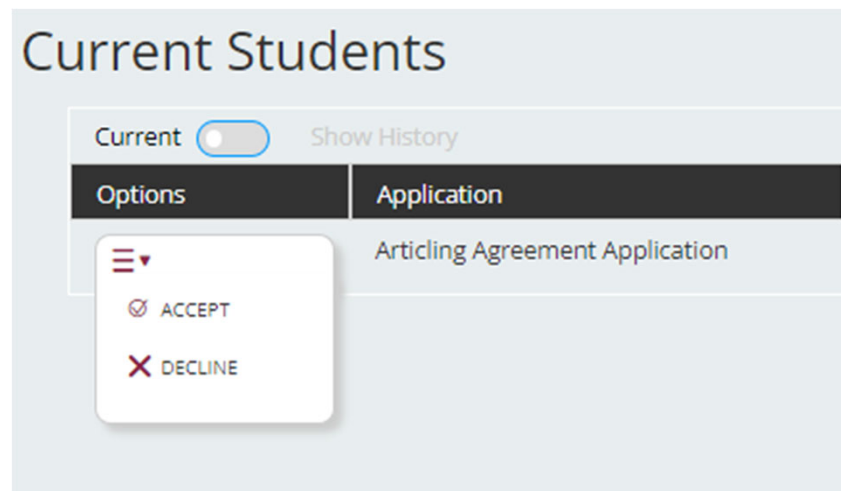 Current Students
Current Show History
Options Application
Articling Agreement Application
ACCEPT
DECLINE